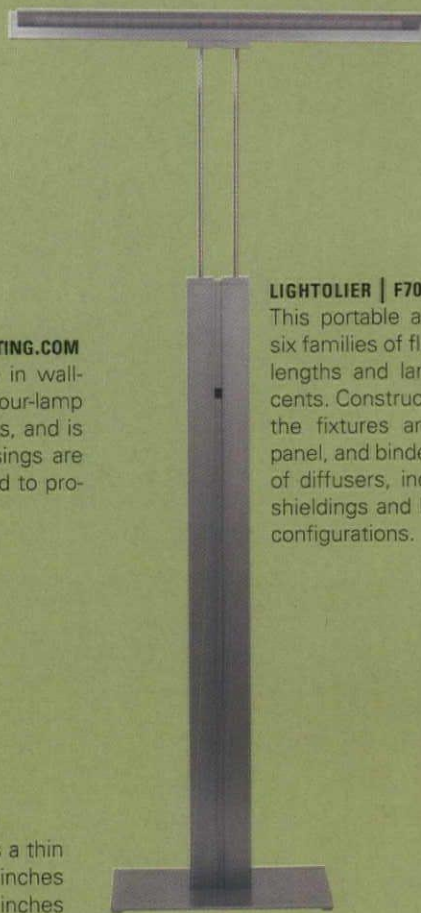 TING.COM
in wall-
our-lamp
s, and is
sings are
d to pro-
s a thin
inches
inches
LIGHTOLIER | F70
This portable a
six families of fl
lengths and lar
cents. Construc
the fixtures ar
panel, and binde
of diffusers, inc
shieldings and
configurations.